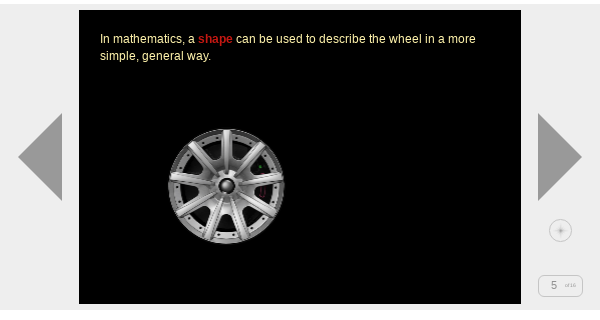 In mathematics, a shape can be used to describe the wheel in a more
simple, general way.
5 of 16